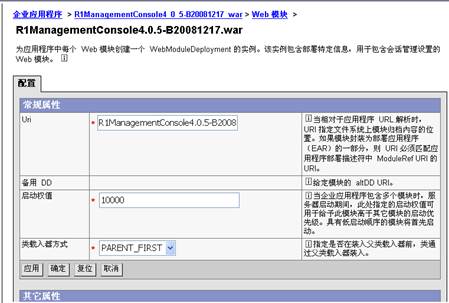 企业应用程序 > R1ManagementConsole4_0_5-B20081217_war > Web 模块 >
R1ManagementConsole4.0.5-B20081217.war
为应用程序中每个 Web 模块创建一个 WebModuleDeployment 的实例。该实例包含部署特定信息,用于包含会话管理设置的
Web 模块。
配置
常规属性
Uri
* R1ManagementConsole4.0.5-B2008
当相对于应用程序 URL 解析时,
URI 指定文件系统上模块归档内容的位
置。如果模块封装为部署应用程序
(EAR)的一部分,则 URI 必须匹配应
用程序部署描述符中 ModuleRef URI 的
URI。
备用 DD
给定模块的 altDD URI。
启动权值
* 10000
当企业应用程序包含多个模块时,服
务器启动期间,此处指定的启动权值可
用于给予此模块高于其它模块的启动优
先级。具有低启动顺序的模块将首先启
动。
类载入器方式
* PARENT_FIRST
指定是否在装入父类载入器前,类通
过父类载入器装入。
应用 确定 复位 取消
其它属性